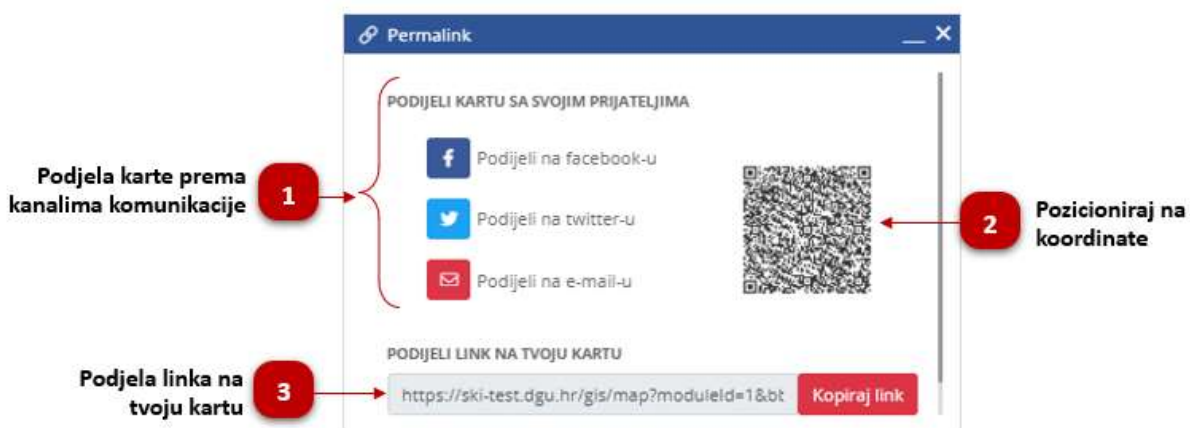 Permalink
PODIJELI KARTU SA SVOJIM PRIJATELJIMA
Podijeli na facebook-u
Podjela karte prema
kanalima komunikacije
1
Podijeli na twitter-u
2
Pozicioniraj na
koordinate
Podijeli na e-mail-u
PODIJELI LINK NA TVOJU KARTU
Podjela linka na
tvoju kartu
3
https://ski-test.dgu.hr/gis/map?moduleId=1&bb
Kopiraj link